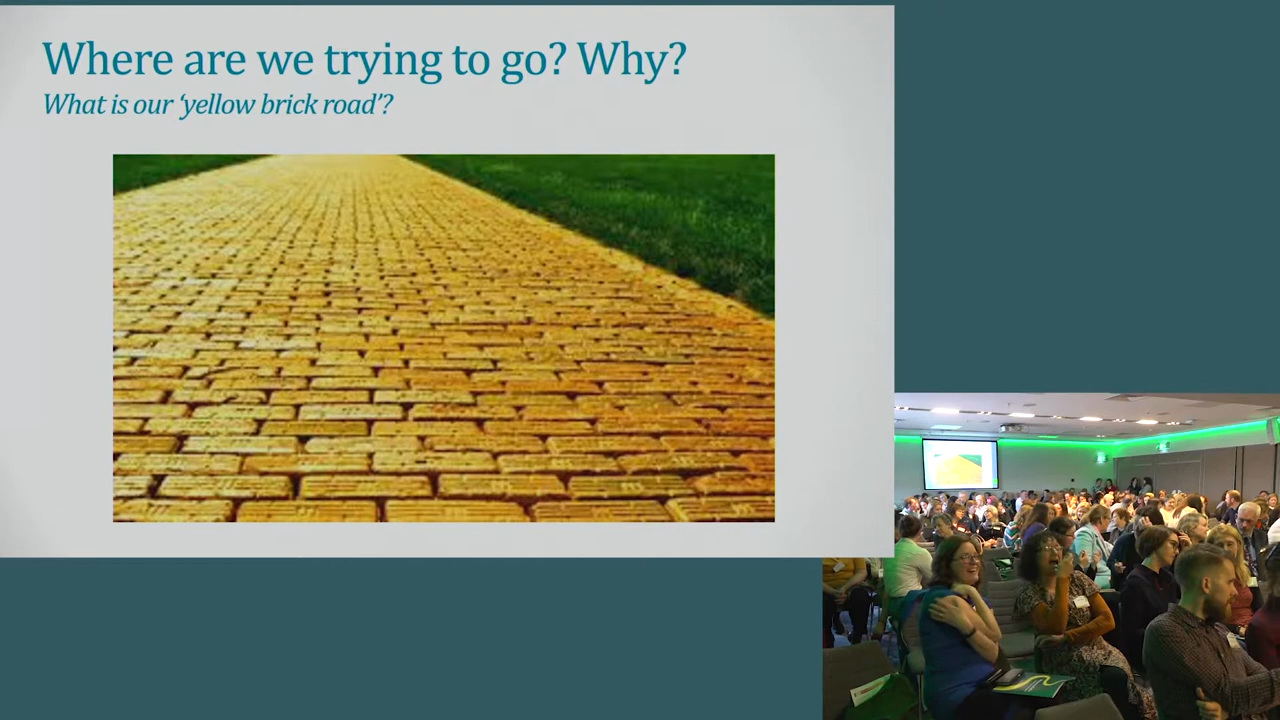 Where are we trying to go? Why?
What is our ‘yellow brick road’?